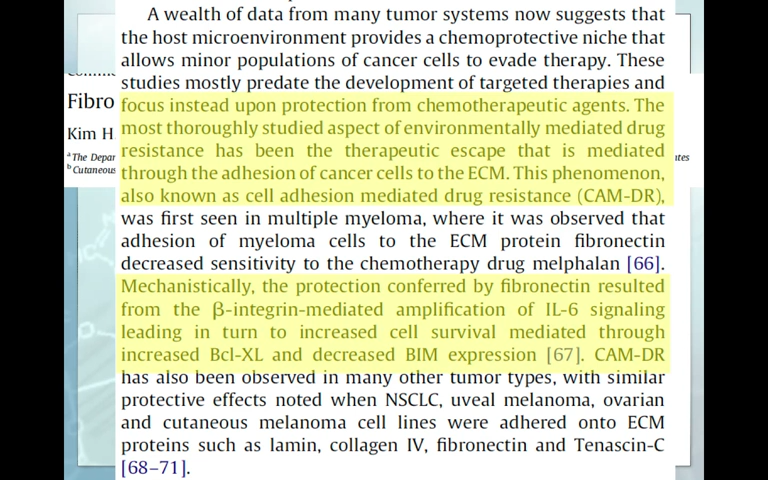 A wealth of data from many tumor systems now suggests that
the host microenvironment provides a chemoprotective niche that
allows minor populations of cancer cells to evade therapy. These
studies mostly predate the development of targeted therapies and
focus instead upon protection from chemotherapeutic agents. The
most thoroughly studied aspect of environmentally mediated drug
resistance has been the therapeutic escape that is mediated
through the adhesion of cancer cells to the ECM. This phenomenon,
also known as cell adhesion mediated drug resistance (CAM-DR),
was first seen in multiple myeloma, where it was observed that
adhesion of myeloma cells to the ECM protein fibronectin
decreased sensitivity to the chemotherapy drug melphalan [66].
Mechanistically, the protection conferred by fibronectin resulted
from the β-integrin-mediated amplification of IL-6 signaling
leading in turn to increased cell survival mediated through
increased Bcl-XL and decreased BIM expression [67]. CAM-DR
has also been observed in many other tumor types, with similar
protective effects noted when NSCLC, uveal melanoma, ovarian
and cutaneous melanoma cell lines were adhered onto ECM
proteins such as lamin, collagen IV, fibronectin and Tenascin-C
[68–71].
Fibro
Kim H
a The Depar
b Cutaneous